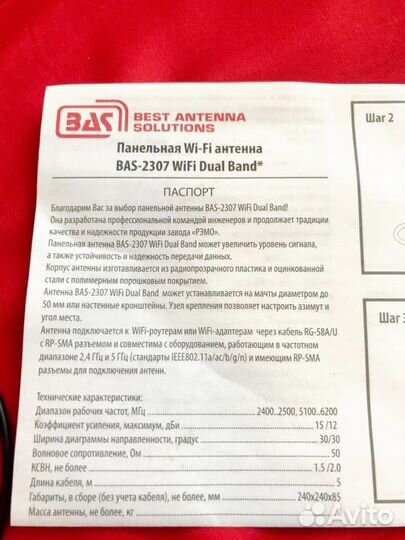 BAS BEST ANTENNA
SOLUTIONS
Панельная Wi-Fi антенна
BAS-2307 WiFi Dual Band*
ПАСПОРТ
Благодарим Вас за выбор панельной антенны BAS-2307 WiFi Dual Band!
Она разработана профессиональной командой инженеров и продолжает традиции
качества и надежности продукции завода «РЭМО».
Панельная антенна BAS-2307 WiFi Dual Band может увеличить уровень сигнала,
а также устойчивость и надежность передачи данных.
Корпус антенны изготавливается из радиопрозрачного пластика и оцинкованной
стали с полимерным порошковым покрытием.
Антенна BAS-2307 WiFi Dual Band может устанавливаться на мачты диаметром до
50 мм или настенные кронштейны. Узел крепления позволяет настроить азимут и
угол места.
Антенна подключается к WiFi-роутерам или WiFi-адаптерам через кабель RG-58A/U
с RP-SMA разъемом и совместима с оборудованием, работающим в частотном
диапазоне 2,4 ГГц и 5 ГГц (стандарты IEEE802.11a/ac/b/g/n) и имеющим RP-SMA
разъемы для подключения антенн.
Технические характеристики:
Диапазон рабочих частот, МГц 2400..2500, 5100..6200
Коэффициент усиления, максимум, дБи 15 /12
Ширина диаграммы направленности, градус 30/30
Волновое сопротивление, Ом 50
КСВН, не более 1.5 /2.0
Длина кабеля, м 5
Габариты, в сборе (без учета кабеля), не более, мм 240x240x85
Масса антенны, не более, кг
Шаг 2
Шаг 3
Avito